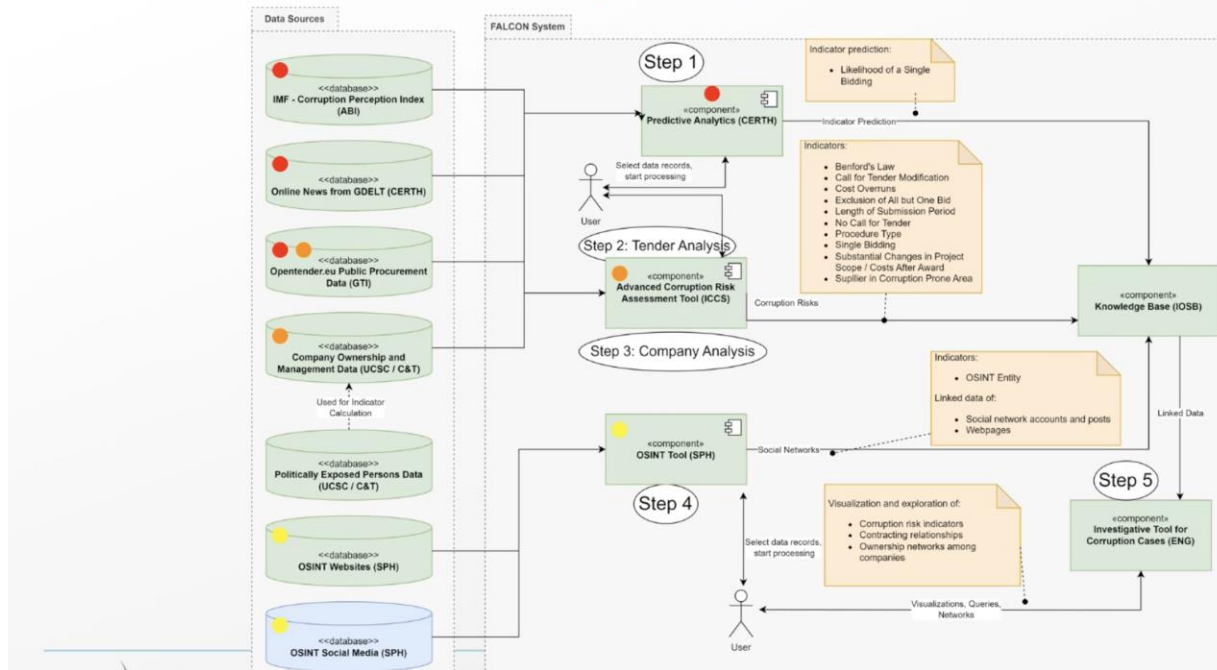 Data Sources
<<database>>
IMF - Corruption Perception Index
(ABI)
<<database>>
Online News from GDELT (CERTH)
<<database>>
Opentender.eu Public Procurement
Data (GTI)
<<database>>
Company Ownership and
Management Data (UCSC / C&T)
Used for Indicator
Calculation
<<database>>
Politically Exposed Persons Data
(UCSC / C&T)
<<database>>
OSINT Websites (SPH)
<<database>>
OSINT Social Media (SPH)
FALCON System
Step 1
«component»
Predictive Analytics (CERTH)
Indicator Prediction
Indicator prediction:
• Likelihood of a Single
Bidding
Select data records,
start processing
User
Step 2: Tender Analysis
«component»
Advanced Corruption Risk
Assessment Tool (ICCS)
Corruption Risks
Step 3: Company Analysis
Indicators:
• Benford's Law
• Call for Tender Modification
• Cost Overruns
• Exclusion of All but One Bid
• Length of Submission Period
• No Call for Tender
• Procedure Type
• Single Bidding
• Substantial Changes in Project
Scope / Costs After Award
• Supilier in Corruption Prone Area
«component»
Knowledge Base (IOSB)
Indicators:
• OSINT Entity
Linked data of:
• Social network accounts and posts
• Webpages
Linked Data
«component»
OSINT Tool (SPH)
Social Networks
Step 4
Select data records,
start processing
User
Visualization and exploration of:
• Corruption risk indicators
• Contracting relationships
• Ownership networks among
companies
Step 5
«component»
Investigative Tool for
Corruption Cases (ENG)
Visualizations, Queries,
Networks